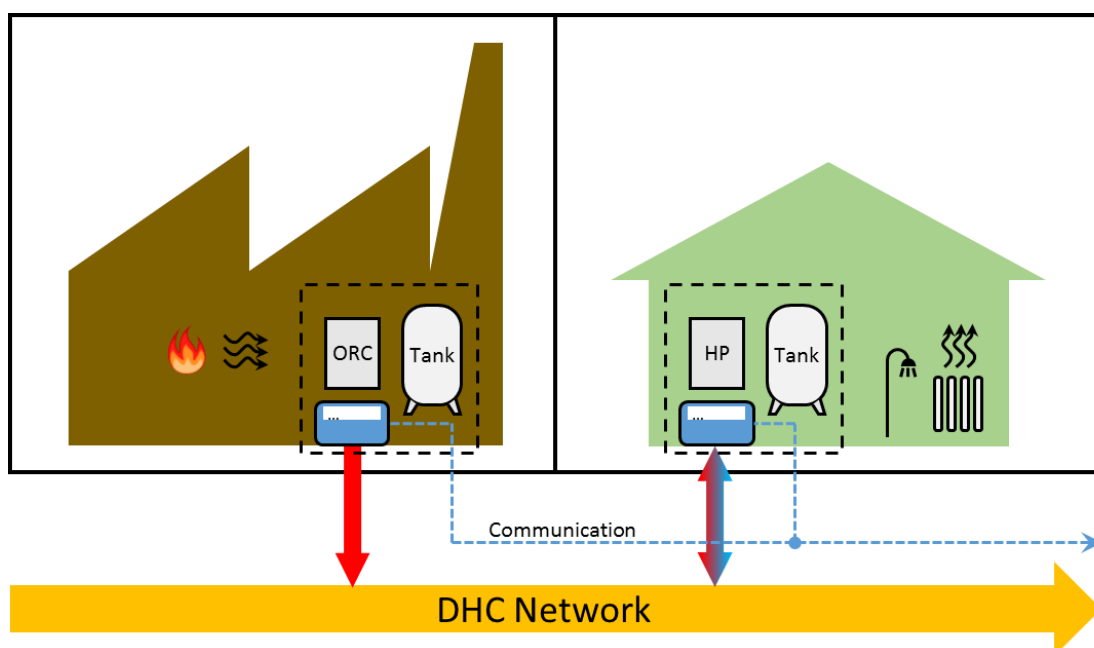 ORC
Tank
...
HP
Tank
...
Communication
DHC Network